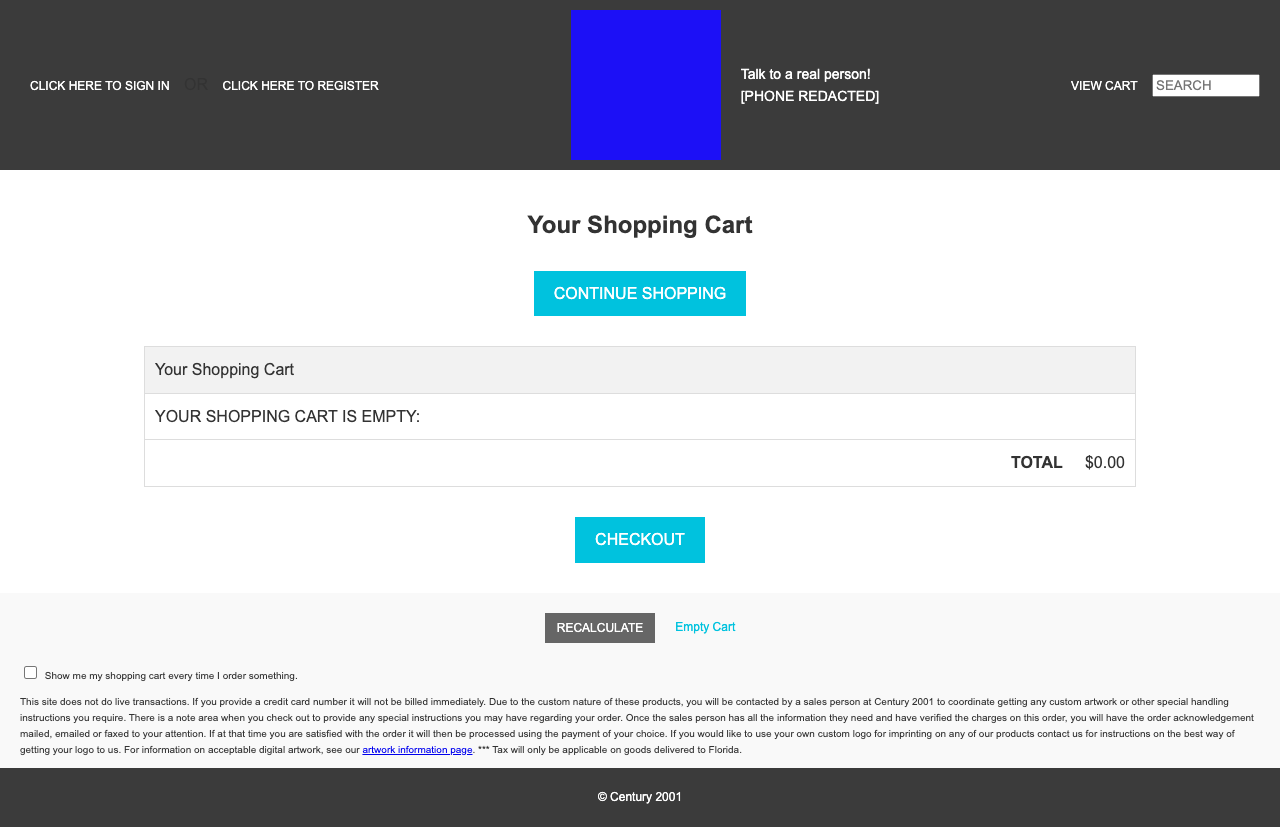 CLICK HERE TO SIGN IN OR CLICK HERE TO REGISTER
Talk to a real person!
[PHONE REDACTED]
VIEW CART SEARCH
Your Shopping Cart
CONTINUE SHOPPING
Your Shopping Cart
YOUR SHOPPING CART IS EMPTY:
TOTAL $0.00
CHECKOUT
RECALCULATE Empty Cart
Show me my shopping cart every time I order something.
This site does not do live transactions. If you provide a credit card number it will not be billed immediately. Due to the custom nature of these products, you will be contacted by a sales person at Century 2001 to coordinate getting any custom artwork or other special handling
instructions you require. There is a note area when you check out to provide any special instructions you may have regarding your order. Once the sales person has all the information they need and have verified the charges on this order, you will have the order acknowledgement
mailed, emailed or faxed to your attention. If at that time you are satisfied with the order it will then be processed using the payment of your choice. If you would like to use your own custom logo for imprinting on any of our products contact us for instructions on the best way of
getting your logo to us. For information on acceptable digital artwork, see our artwork information page. *** Tax will only be applicable on goods delivered to Florida.
© Century 2001